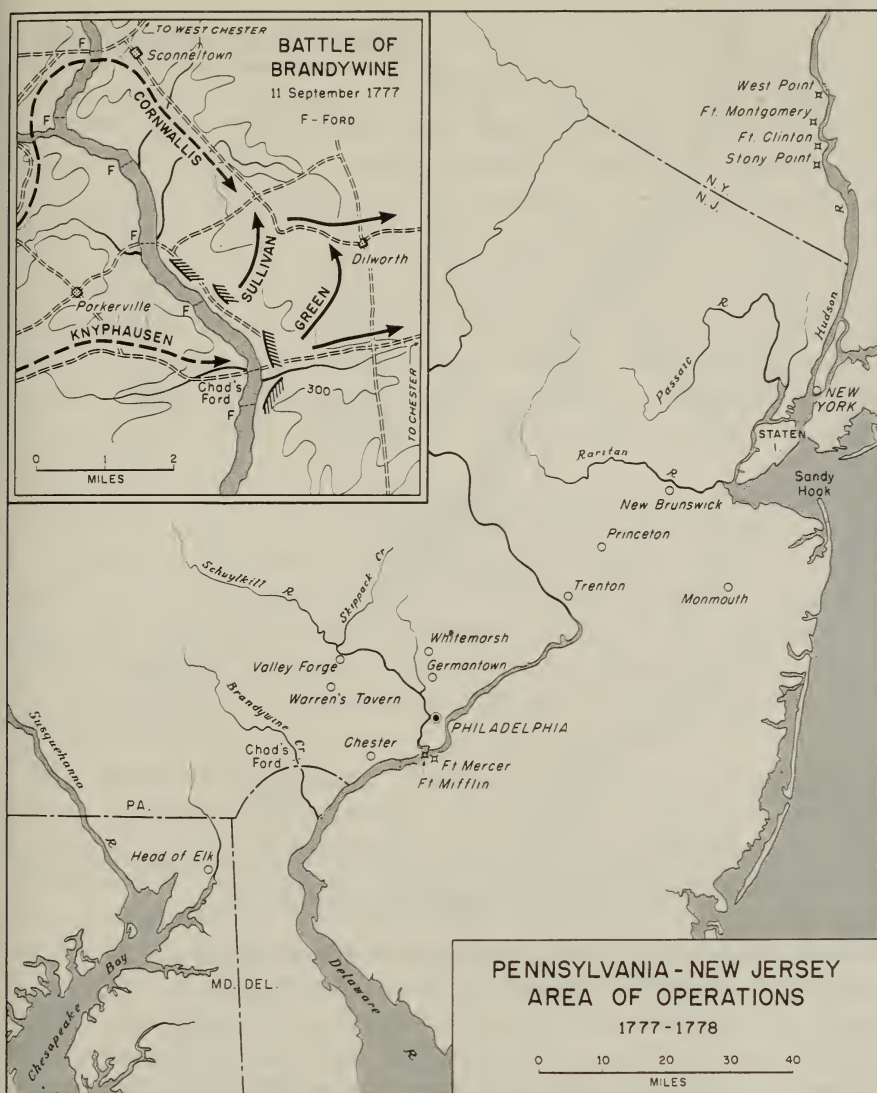 TO WEST CHESTER
BATTLE OF
BRANDYWINE
11 September 1777
F - FORD
F
Sconneltown
CORNWALLIS
F
F
F
SULLIVAN
GREEN
Dilworth
Parkerville
F
KNYPHAUSEN
Chad's
Ford
F
300
TO CHESTER
0 1 2
MILES
West Point
Ft. Montgomery
Ft. Clinton
Stony Point
N.Y.
N.J.
R
Hudson
R
Passaic
NEW
YORK
STATEN
I.
Sandy
Hook
Raritan
R
New Brunswick
Princeton
Trenton
Monmouth
Schuylkill
R
Skippack Cr
Whitemarsh
Germantown
Valley Forge
Warren's Tavern
Brandywine
Cr
PHILADELPHIA
Chad's
Ford
Chester
Ft Mercer
Ft Mifflin
Susquehanna
R
PA.
Head of Elk
MD. DEL.
Chesapeake
Bay
Delaware
R
PENNSYLVANIA - NEW JERSEY
AREA OF OPERATIONS
1777-1778
0 10 20 30 40
MILES